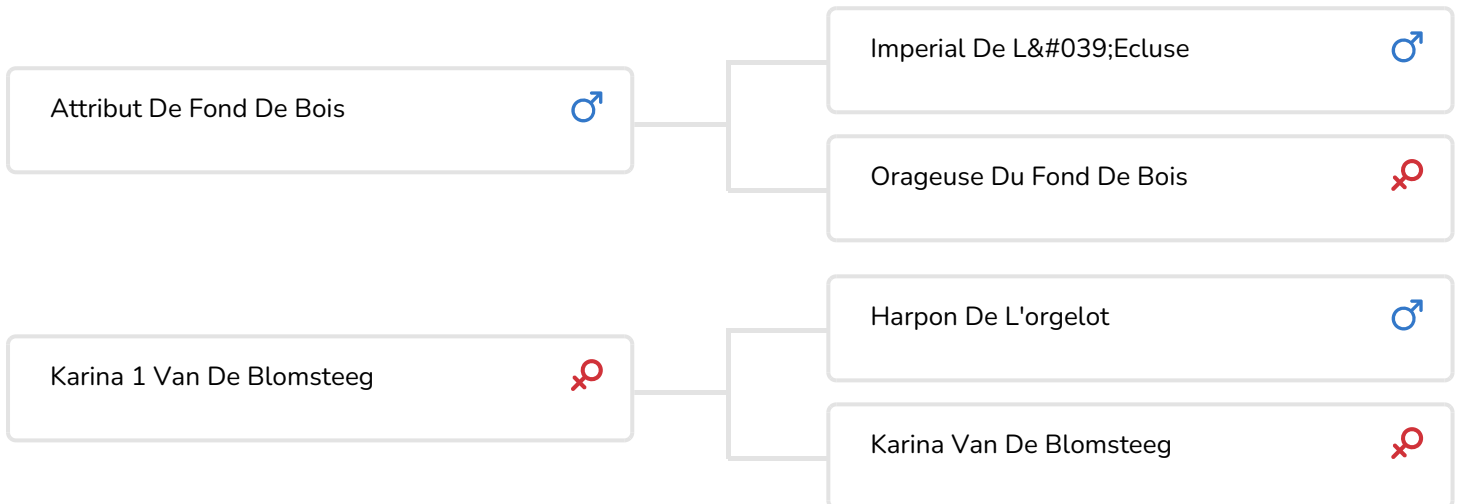 Imperial De L&#039;Ecluse
Attribut De Fond De Bois
Orageuse Du Fond De Bois
Harpon De L'orgelot
Karina 1 Van De Blomsteeg
Karina Van De Blomsteeg